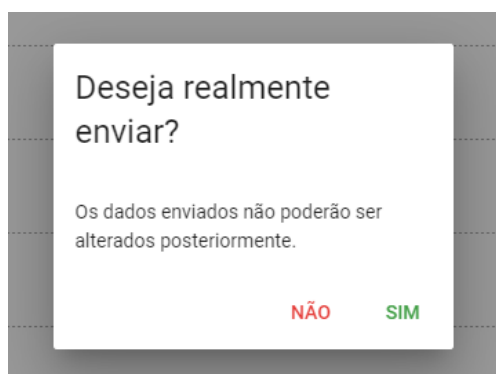 Deseja realmente
enviar?
Os dados enviados não poderão ser
alterados posteriormente.
NÃO SIM